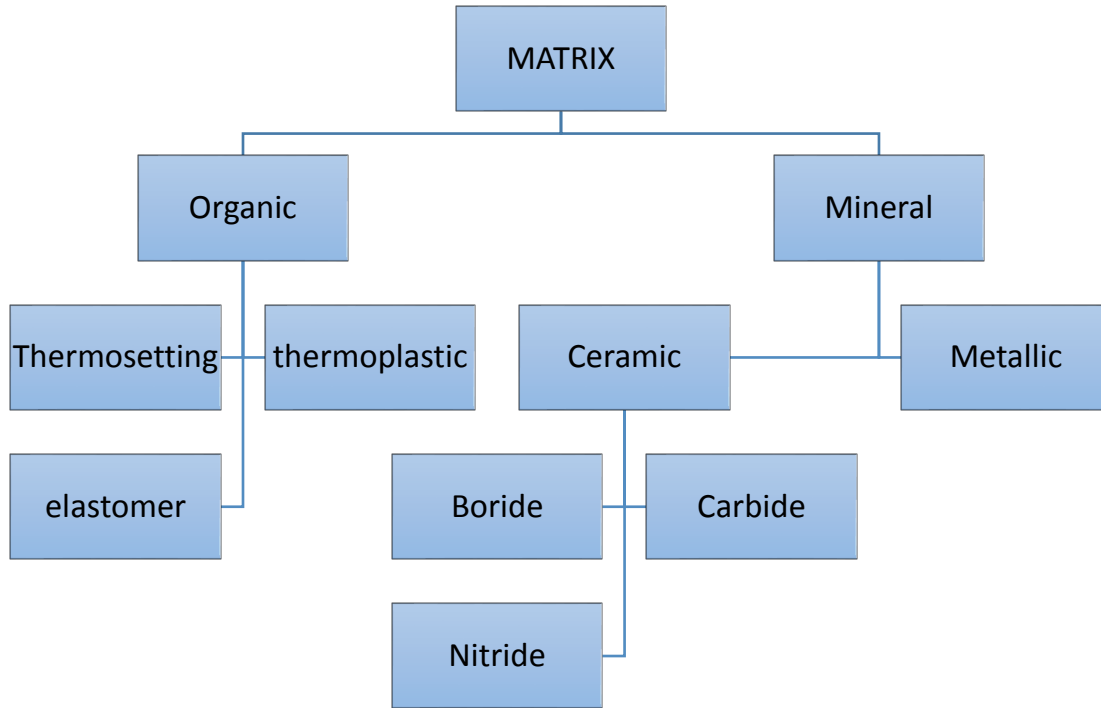 MATRIX
Organic
Mineral
Thermosetting
thermoplastic
Ceramic
Metallic
elastomer
Boride
Carbide
Nitride